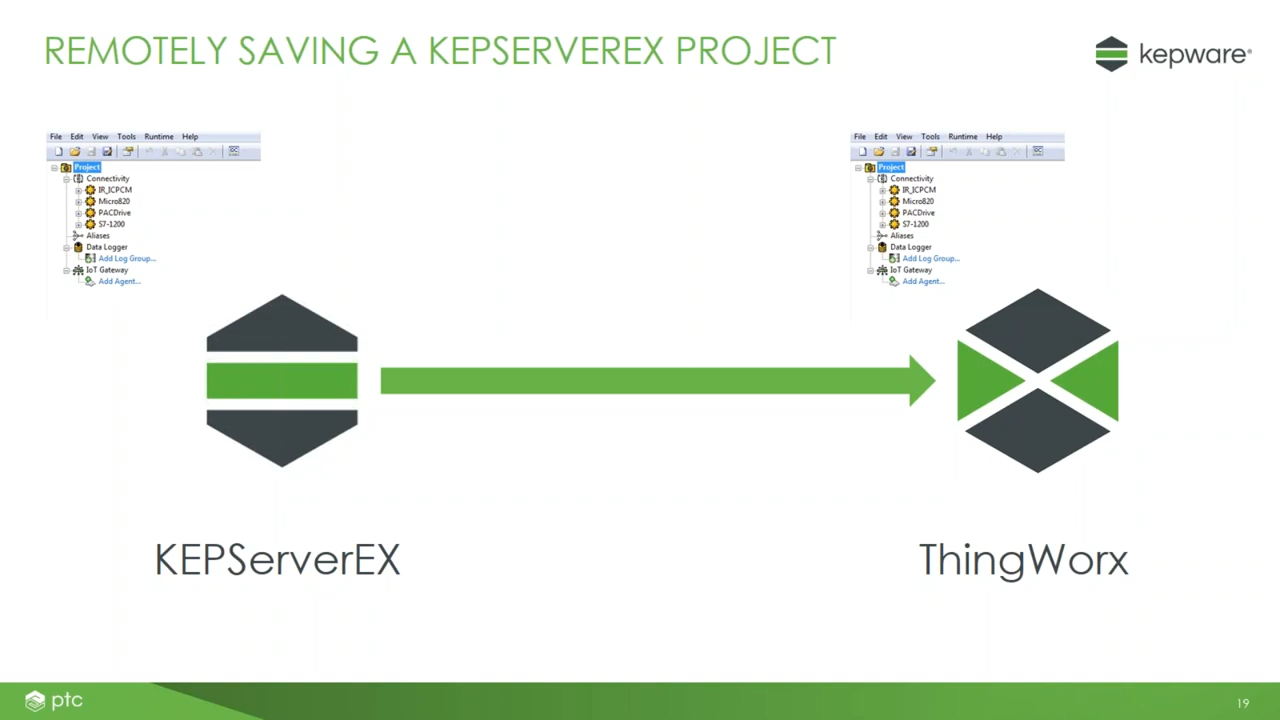 REMOTELY SAVING A KEPSERVEREX PROJECT
kepware®
File Edit View Tools Runtime Help
Project
Connectivity
IR_ICPCM
Micro820
PACDrive
S7-1200
Aliases
Data Logger
Add Log Group...
IoT Gateway
Add Agent...
File Edit View Tools Runtime Help
Project
Connectivity
IR_ICPCM
Micro820
PACDrive
S7-1200
Aliases
Data Logger
Add Log Group...
IoT Gateway
Add Agent...
KEPServerEX
ThingWorx
ptc
19